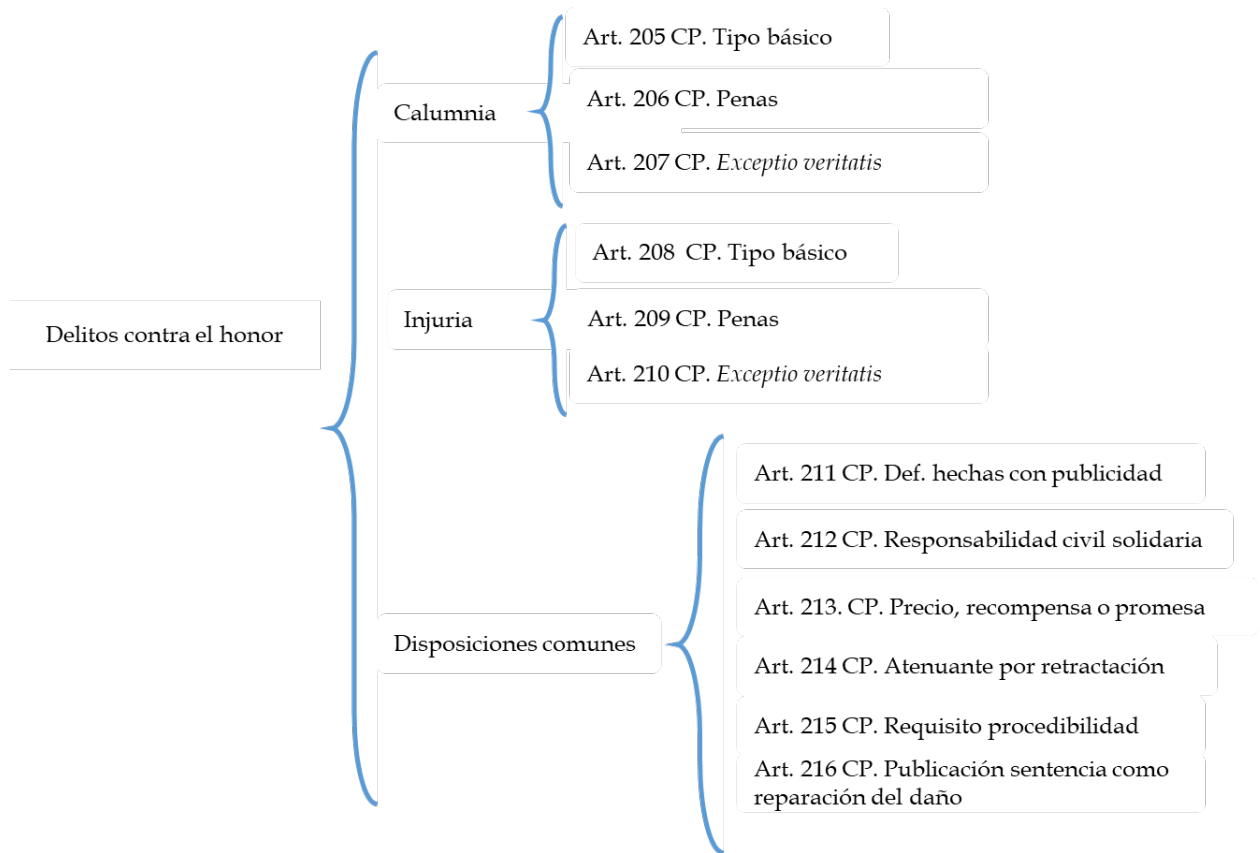 Delitos contra el honor
Calumnia
Art. 205 CP. Tipo básico
Art. 206 CP. Penas
Art. 207 CP. Exceptio veritatis
Injuria
Art. 208  CP. Tipo básico
Art. 209 CP. Penas
Art. 210 CP. Exceptio veritatis
Disposiciones comunes
Art. 211 CP. Def. hechas con publicidad
Art. 212 CP. Responsabilidad civil solidaria
Art. 213. CP. Precio, recompensa o promesa
Art. 214 CP. Atenuante por retractación
Art. 215 CP. Requisito procedibilidad
Art. 216 CP. Publicación sentencia como
reparación del daño